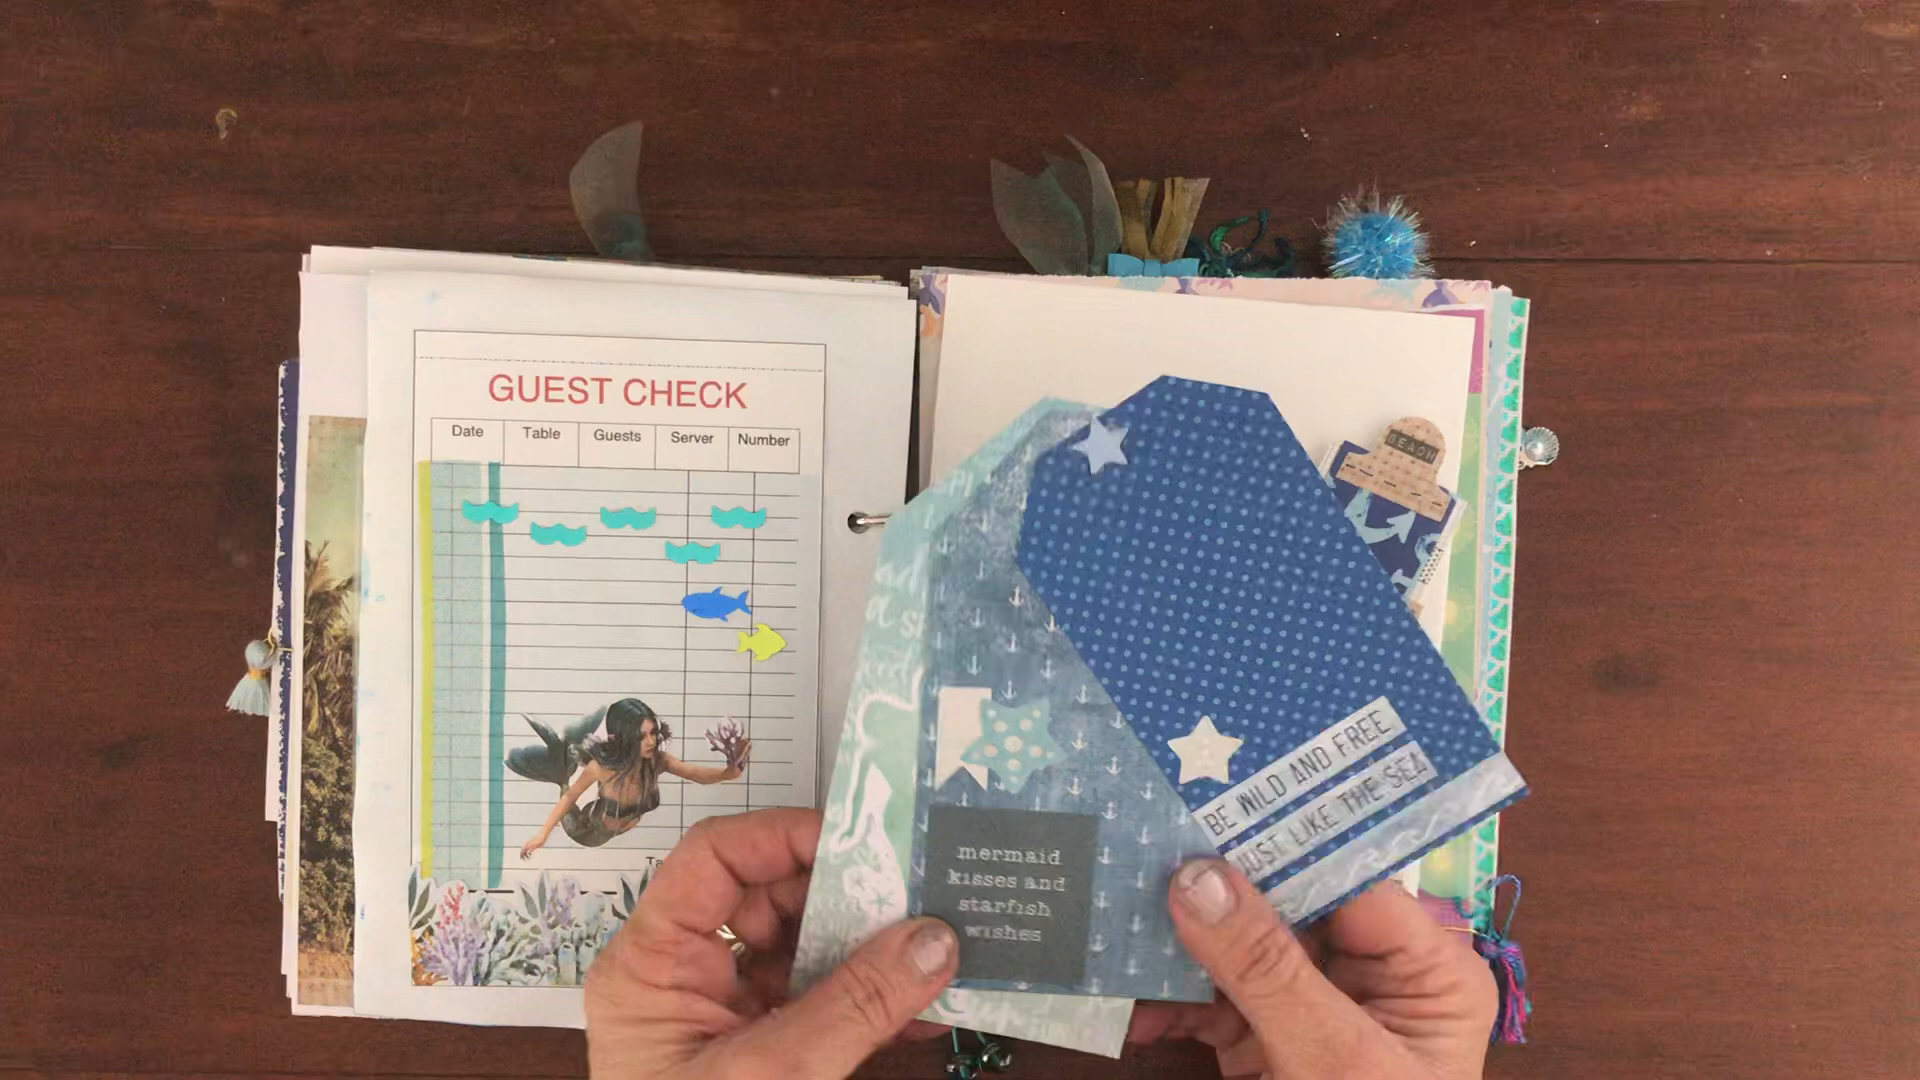 GUEST CHECK
Date Table Guests Server Number
BEACH
BE WILD AND FREE
JUST LIKE THE SEA
mermaid
kisses and
starfish
wishes